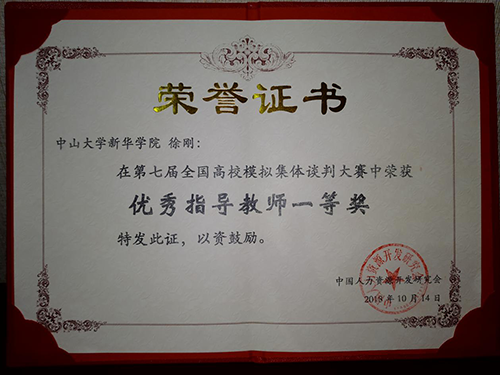 荣誉证书
中山大学新华学院 徐刚:
在第七届全国高校模拟集体谈判大赛中荣获
优秀指导教师一等奖
特发此证,以资鼓励。
中国人力资源开发研究会
2018年10月14日